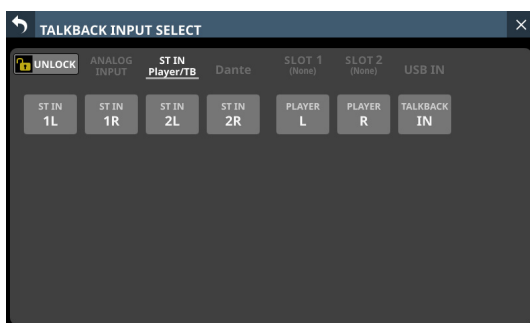 TALKBACK INPUT SELECT
UNLOCK
ANALOG
INPUT
ST IN
Player/TB
Dante
SLOT 1
(None)
SLOT 2
(None)
USB IN
ST IN
1L
ST IN
1R
ST IN
2L
ST IN
2R
PLAYER
L
PLAYER
R
TALKBACK
IN